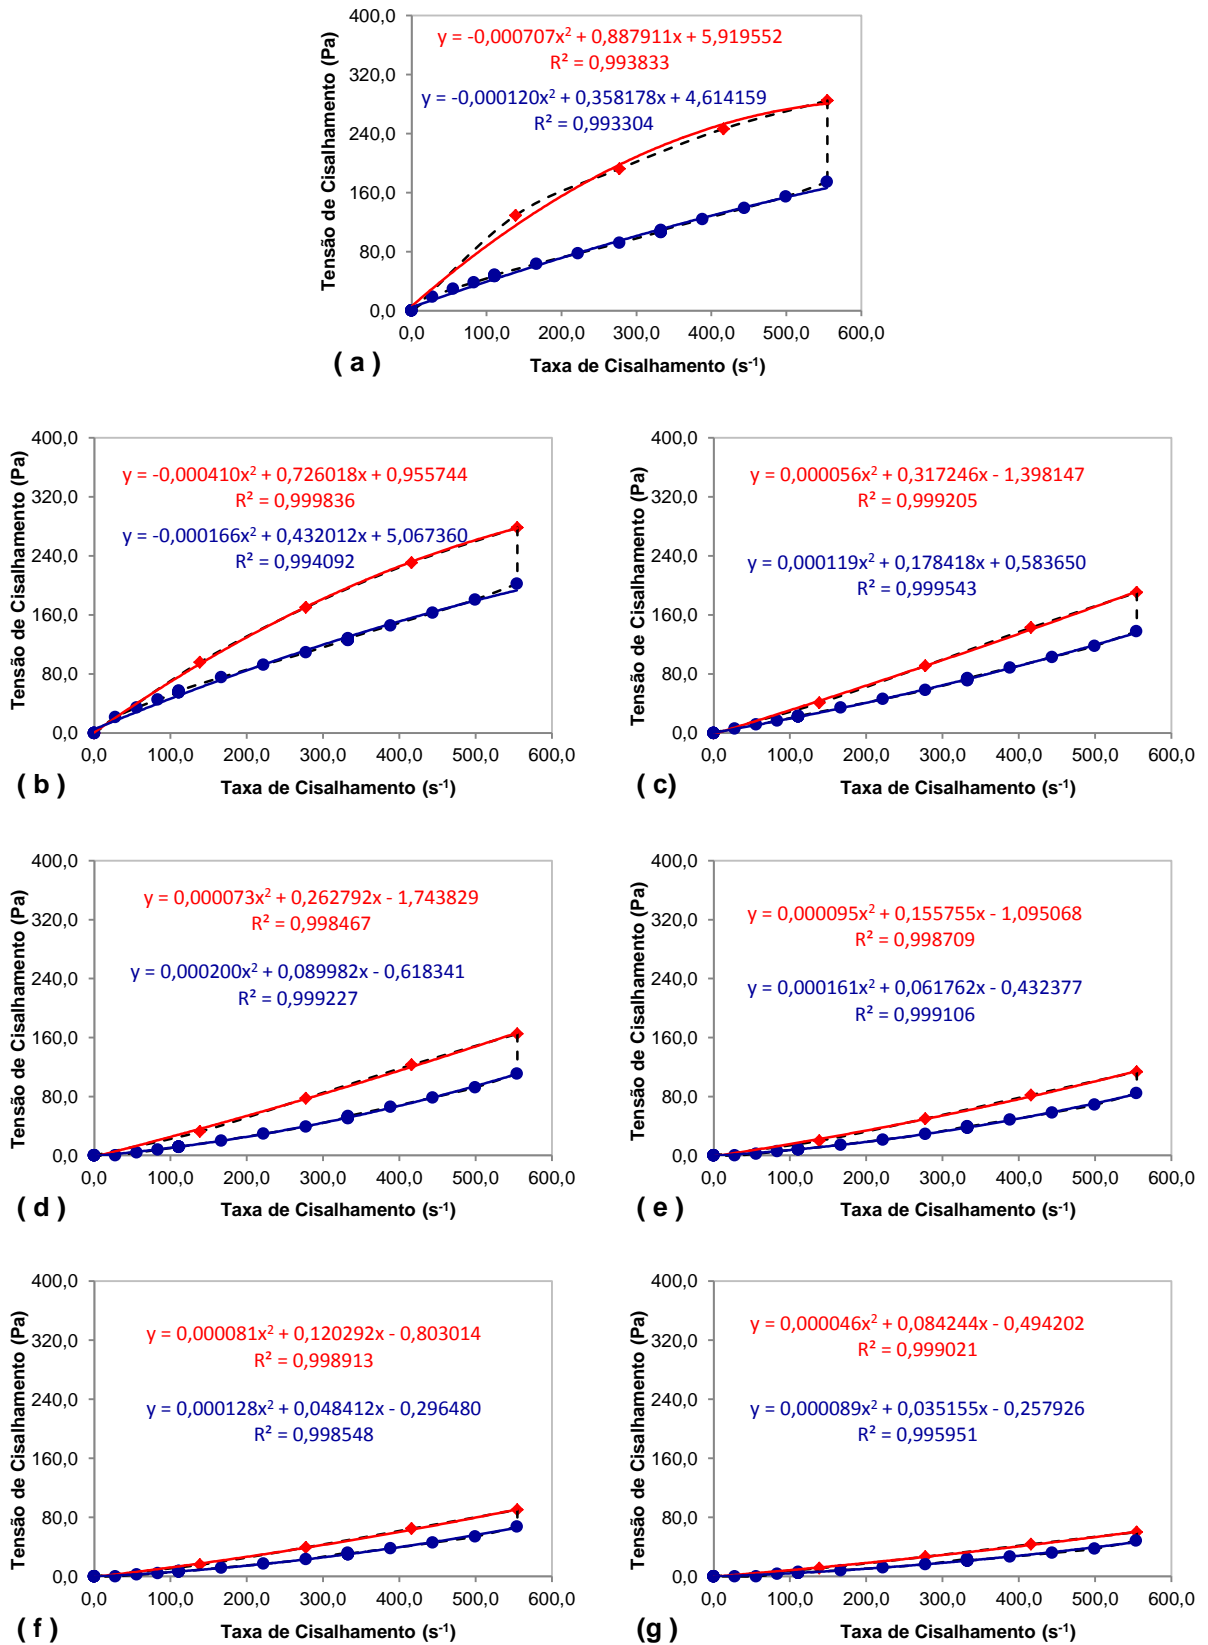 400,0
320,0
240,0
160,0
80,0
0,0
Tensão de Cisalhamento (Pa)
y = -0,000707x² + 0,887911x + 5,919552
R² = 0,993833
y = -0,000120x² + 0,358178x + 4,614159
R² = 0,993304
0,0 100,0 200,0 300,0 400,0 500,0 600,0
Taxa de Cisalhamento (s⁻¹)
( a )
400,0
320,0
240,0
160,0
80,0
0,0
Tensão de Cisalhamento (Pa)
y = -0,000410x² + 0,726018x + 0,955744
R² = 0,999836
y = -0,000166x² + 0,432012x + 5,067360
R² = 0,994092
0,0 100,0 200,0 300,0 400,0 500,0 600,0
Taxa de Cisalhamento (s⁻¹)
( b )
400,0
320,0
240,0
160,0
80,0
0,0
Tensão de Cisalhamento (Pa)
y = 0,000056x² + 0,317246x - 1,398147
R² = 0,999205
y = 0,000119x² + 0,178418x + 0,583650
R² = 0,999543
0,0 100,0 200,0 300,0 400,0 500,0 600,0
Taxa de Cisalhamento (s⁻¹)
( c)
400,0
320,0
240,0
160,0
80,0
0,0
Tensão de Cisalhamento (Pa)
y = 0,000073x² + 0,262792x - 1,743829
R² = 0,998467
y = 0,000200x² + 0,089982x - 0,618341
R² = 0,999227
0,0 100,0 200,0 300,0 400,0 500,0 600,0
Taxa de Cisalhamento (s⁻¹)
( d )
400,0
320,0
240,0
160,0
80,0
0,0
Tensão de Cisalhamento (Pa)
y = 0,000095x² + 0,155755x - 1,095068
R² = 0,998709
y = 0,000161x² + 0,061762x - 0,432377
R² = 0,999106
0,0 100,0 200,0 300,0 400,0 500,0 600,0
Taxa de Cisalhamento (s⁻¹)
( e )
400,0
320,0
240,0
160,0
80,0
0,0
Tensão de Cisalhamento (Pa)
y = 0,000081x² + 0,120292x - 0,803014
R² = 0,998913
y = 0,000128x² + 0,048412x - 0,296480
R² = 0,998548
0,0 100,0 200,0 300,0 400,0 500,0 600,0
Taxa de Cisalhamento (s⁻¹)
( f )
400,0
320,0
240,0
160,0
80,0
0,0
Tensão de Cisalhamento (Pa)
y = 0,000046x² + 0,084244x - 0,494202
R² = 0,999021
y = 0,000089x² + 0,035155x - 0,257926
R² = 0,995951
0,0 100,0 200,0 300,0 400,0 500,0 600,0
Taxa de Cisalhamento (s⁻¹)
(g )